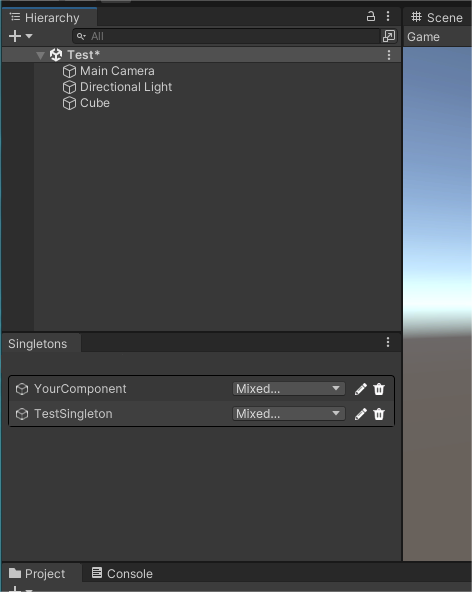 Hierarchy
Scene
All
Game
Test*
Main Camera
Directional Light
Cube
Singletons
YourComponent Mixed...
TestSingleton Mixed...
Project Console